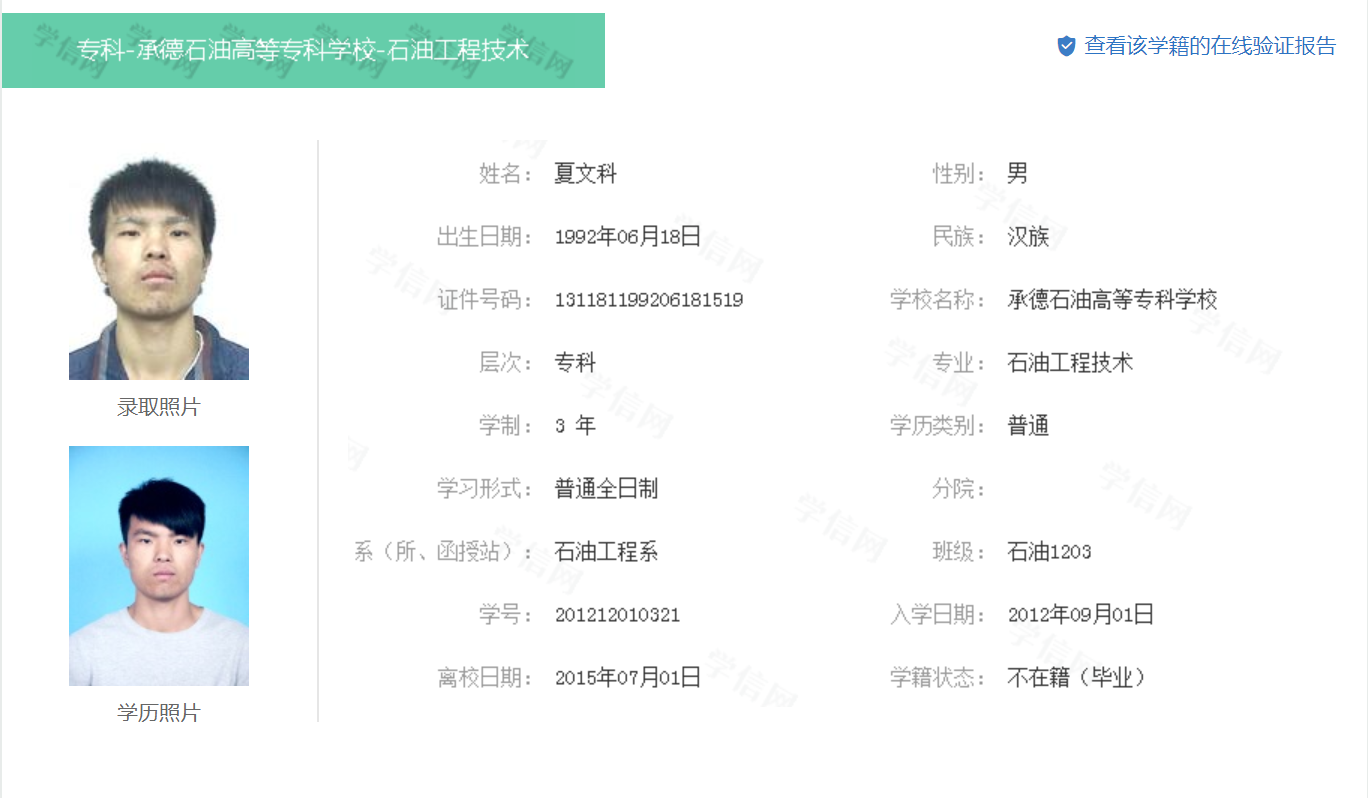 专科-承德石油高等专科学校-石油工程技术
查看该学籍的在线验证报告
录取照片
学历照片
姓名： 夏文科 性别： 男
出生日期： 1992年06月18日 民族： 汉族
证件号码： 131181199206181519 学校名称： 承德石油高等专科学校
层次： 专科 专业： 石油工程技术
学制： 3 年 学历类别： 普通
学习形式： 普通全日制 分院：
系（所、函授站）： 石油工程系 班级： 石油1203
学号： 201212010321 入学日期： 2012年09月01日
离校日期： 2015年07月01日 学籍状态： 不在籍（毕业）
学信网